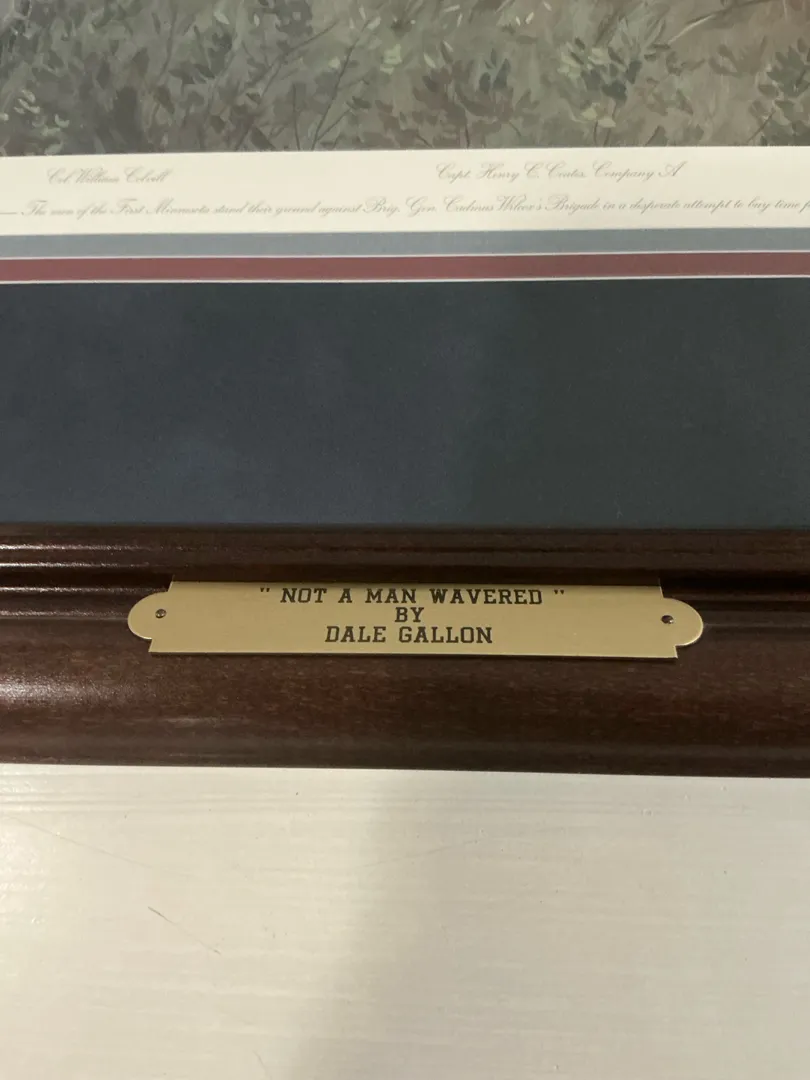 Col. William Colvill
Capt. Henry C. Coates, Company A
The men of the First Minnesota stand their ground against Brig. Gen. Cadmus Wilcox's Brigade in a desperate attempt to buy time
" NOT A MAN WAVERED "
BY
DALE GALLON